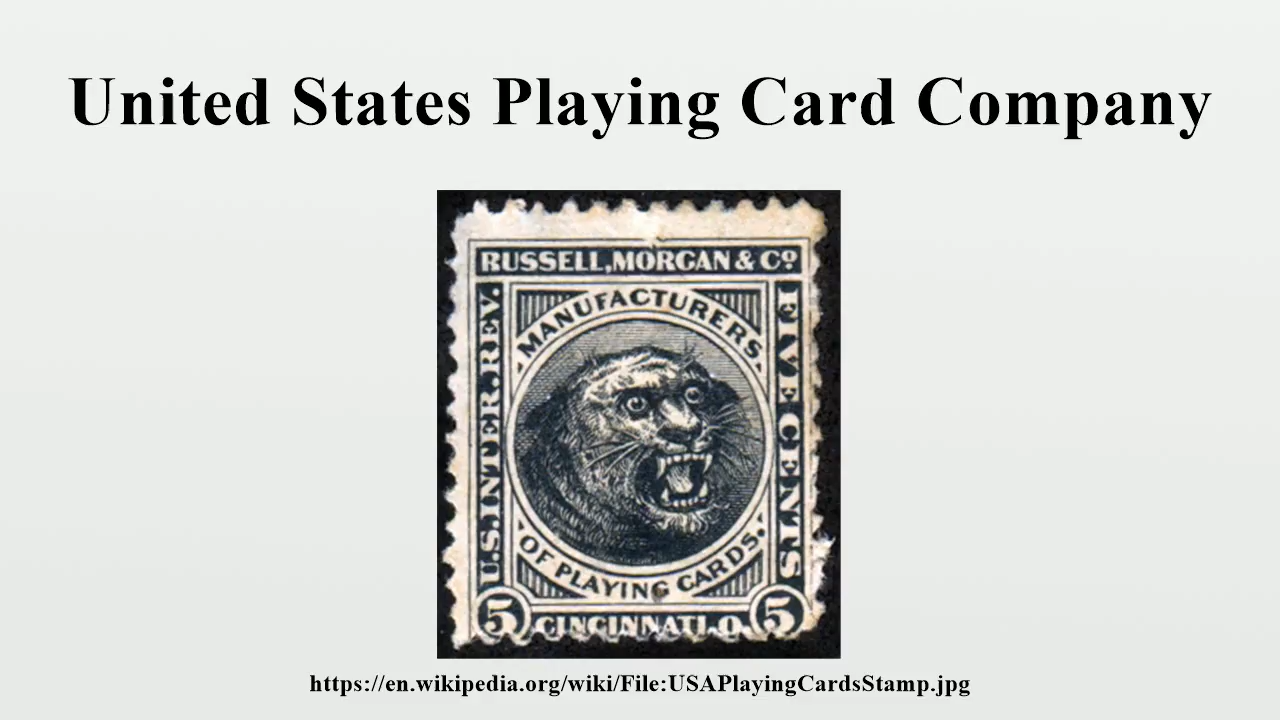 United States Playing Card Company
RUSSELL, MORGAN & Co.
U.S. INTER. REV.
MANUFACTURERS
FIVE CENTS
OF PLAYING CARDS.
5 CINCINNATI, O. 5
https://en.wikipedia.org/wiki/File:USAPlayingCardsStamp.jpg